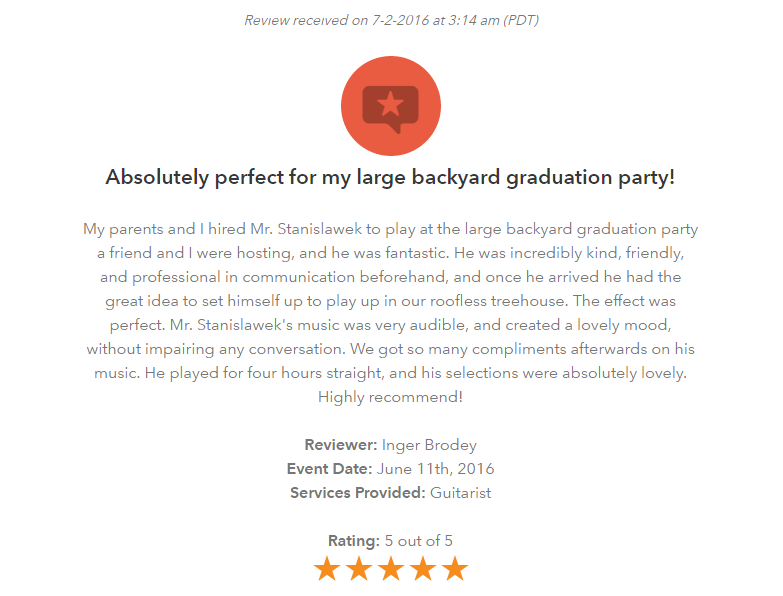 Review received on 7-2-2016 at 3:14 am (PDT)
Absolutely perfect for my large backyard graduation party!
My parents and I hired Mr. Stanislawek to play at the large backyard graduation party
a friend and I were hosting, and he was fantastic. He was incredibly kind, friendly,
and professional in communication beforehand, and once he arrived he had the
great idea to set himself up to play up in our roofless treehouse. The effect was
perfect. Mr. Stanislawek's music was very audible, and created a lovely mood,
without impairing any conversation. We got so many compliments afterwards on his
music. He played for four hours straight, and his selections were absolutely lovely.
Highly recommend!
Reviewer: Inger Brodey
Event Date: June 11th, 2016
Services Provided: Guitarist
Rating: 5 out of 5